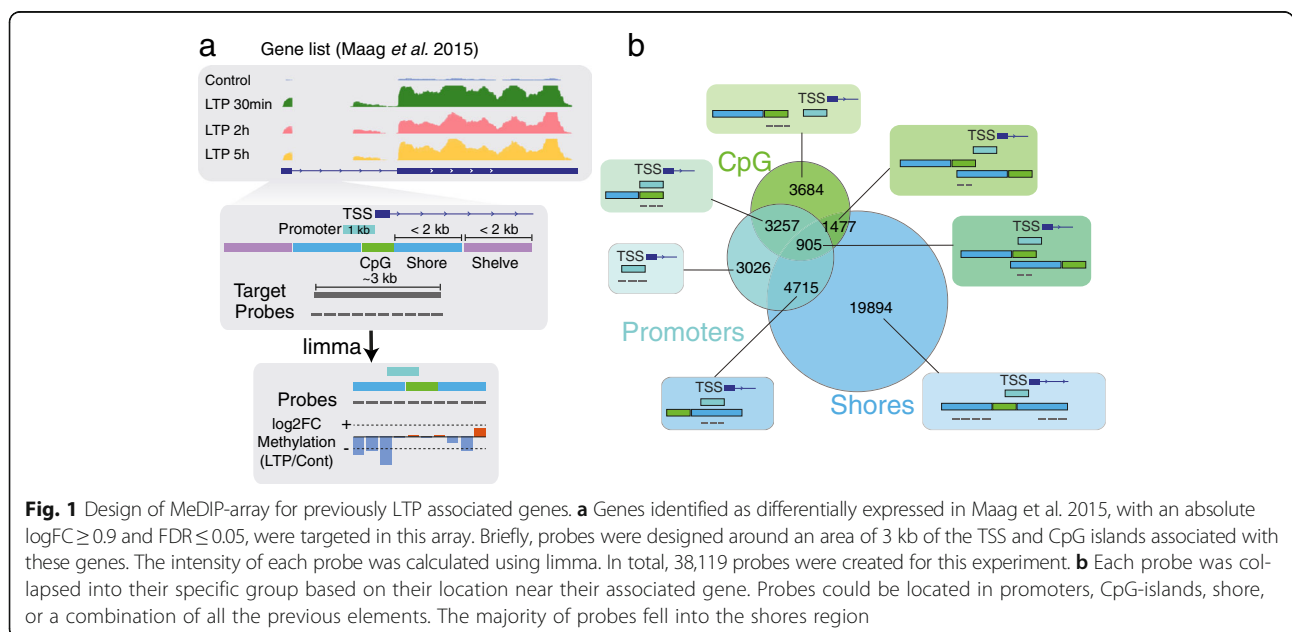 a
Gene list (Maag et al. 2015)
Control
LTP 30min
LTP 2h
LTP 5h
TSS
Promoter 1 kb
< 2 kb
< 2 kb
CpG
Shore
Shelve
~3 kb
Target
Probes
limma
Probes
log2FC
+
Methylation
-
(LTP/Cont)
b
TSS
CpG
TSS
TSS
3684
3257
1477
905
TSS
TSS
3026
4715
19894
Promoters
TSS
Shores
TSS
Fig. 1 Design of MeDIP-array for previously LTP associated genes. a Genes identified as differentially expressed in Maag et al. 2015, with an absolute
logFC ≥ 0.9 and FDR ≤ 0.05, were targeted in this array. Briefly, probes were designed around an area of 3 kb of the TSS and CpG islands associated with
these genes. The intensity of each probe was calculated using limma. In total, 38,119 probes were created for this experiment. b Each probe was col-
lapsed into their specific group based on their location near their associated gene. Probes could be located in promoters, CpG-islands, shore,
or a combination of all the previous elements. The majority of probes fell into the shores region